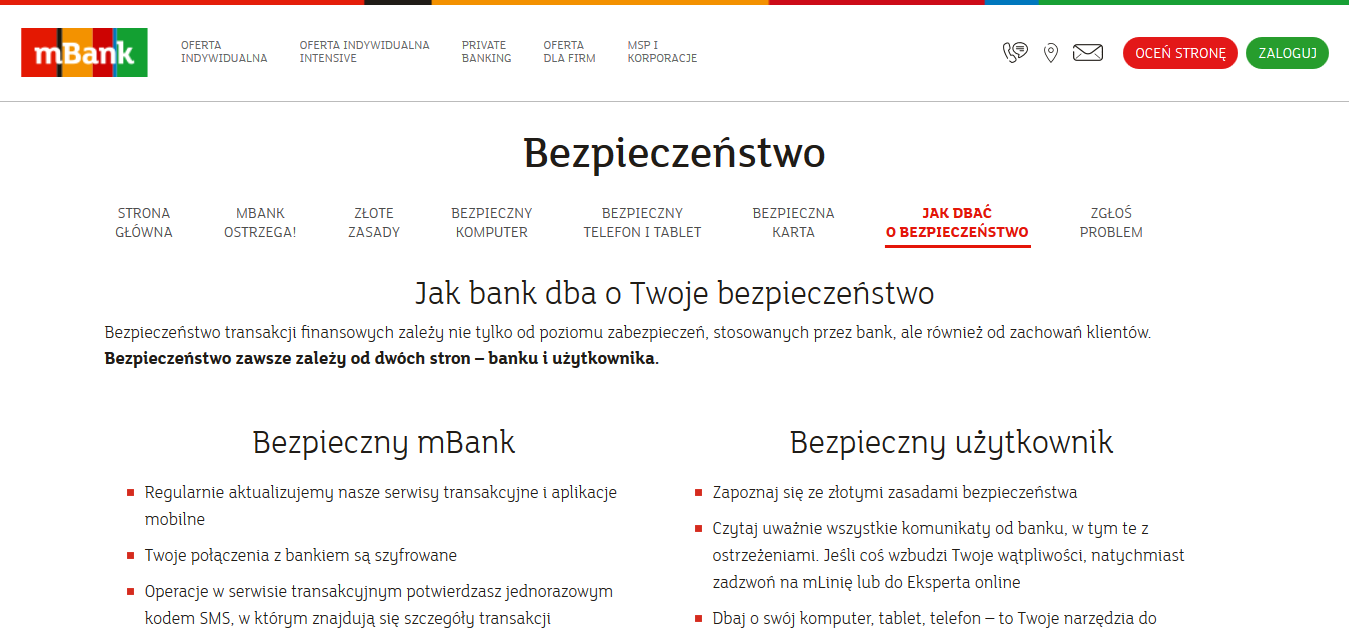 mBank
OFERTA
INDYWIDUALNA
OFERTA INDYWIDUALNA
INTENSIVE
PRIVATE
BANKING
OFERTA
DLA FIRM
MSP I
KORPORACJE
OCEŃ STRONĘ
ZALOGUJ
Bezpieczeństwo
STRONA
GŁÓWNA
MBANK
OSTRZEGA!
ZŁOTE
ZASADY
BEZPIECZNY
KOMPUTER
BEZPIECZNY
TELEFON I TABLET
BEZPIECZNA
KARTA
JAK DBAĆ
O BEZPIECZEŃSTWO
ZGŁOŚ
PROBLEM
Jak bank dba o Twoje bezpieczeństwo
Bezpieczeństwo transakcji finansowych zależy nie tylko od poziomu zabezpieczeń, stosowanych przez bank, ale również od zachowań klientów.
Bezpieczeństwo zawsze zależy od dwóch stron – banku i użytkownika.
Bezpieczny mBank
Regularnie aktualizujemy nasze serwisy transakcyjne i aplikacje
mobilne
Twoje połączenia z bankiem są szyfrowane
Operacje w serwisie transakcyjnym potwierdzasz jednorazowym
kodem SMS, w którym znajdują się szczegóły transakcji
Bezpieczny użytkownik
Zapoznaj się ze złotymi zasadami bezpieczeństwa
Czytaj uważnie wszystkie komunikaty od banku, w tym te z
ostrzeżeniami. Jeśli coś wzbudzi Twoje wątpliwości, natychmiast
zadzwoń na mLinię lub do Eksperta online
Dbaj o swój komputer, tablet, telefon – to Twoje narzędzia do